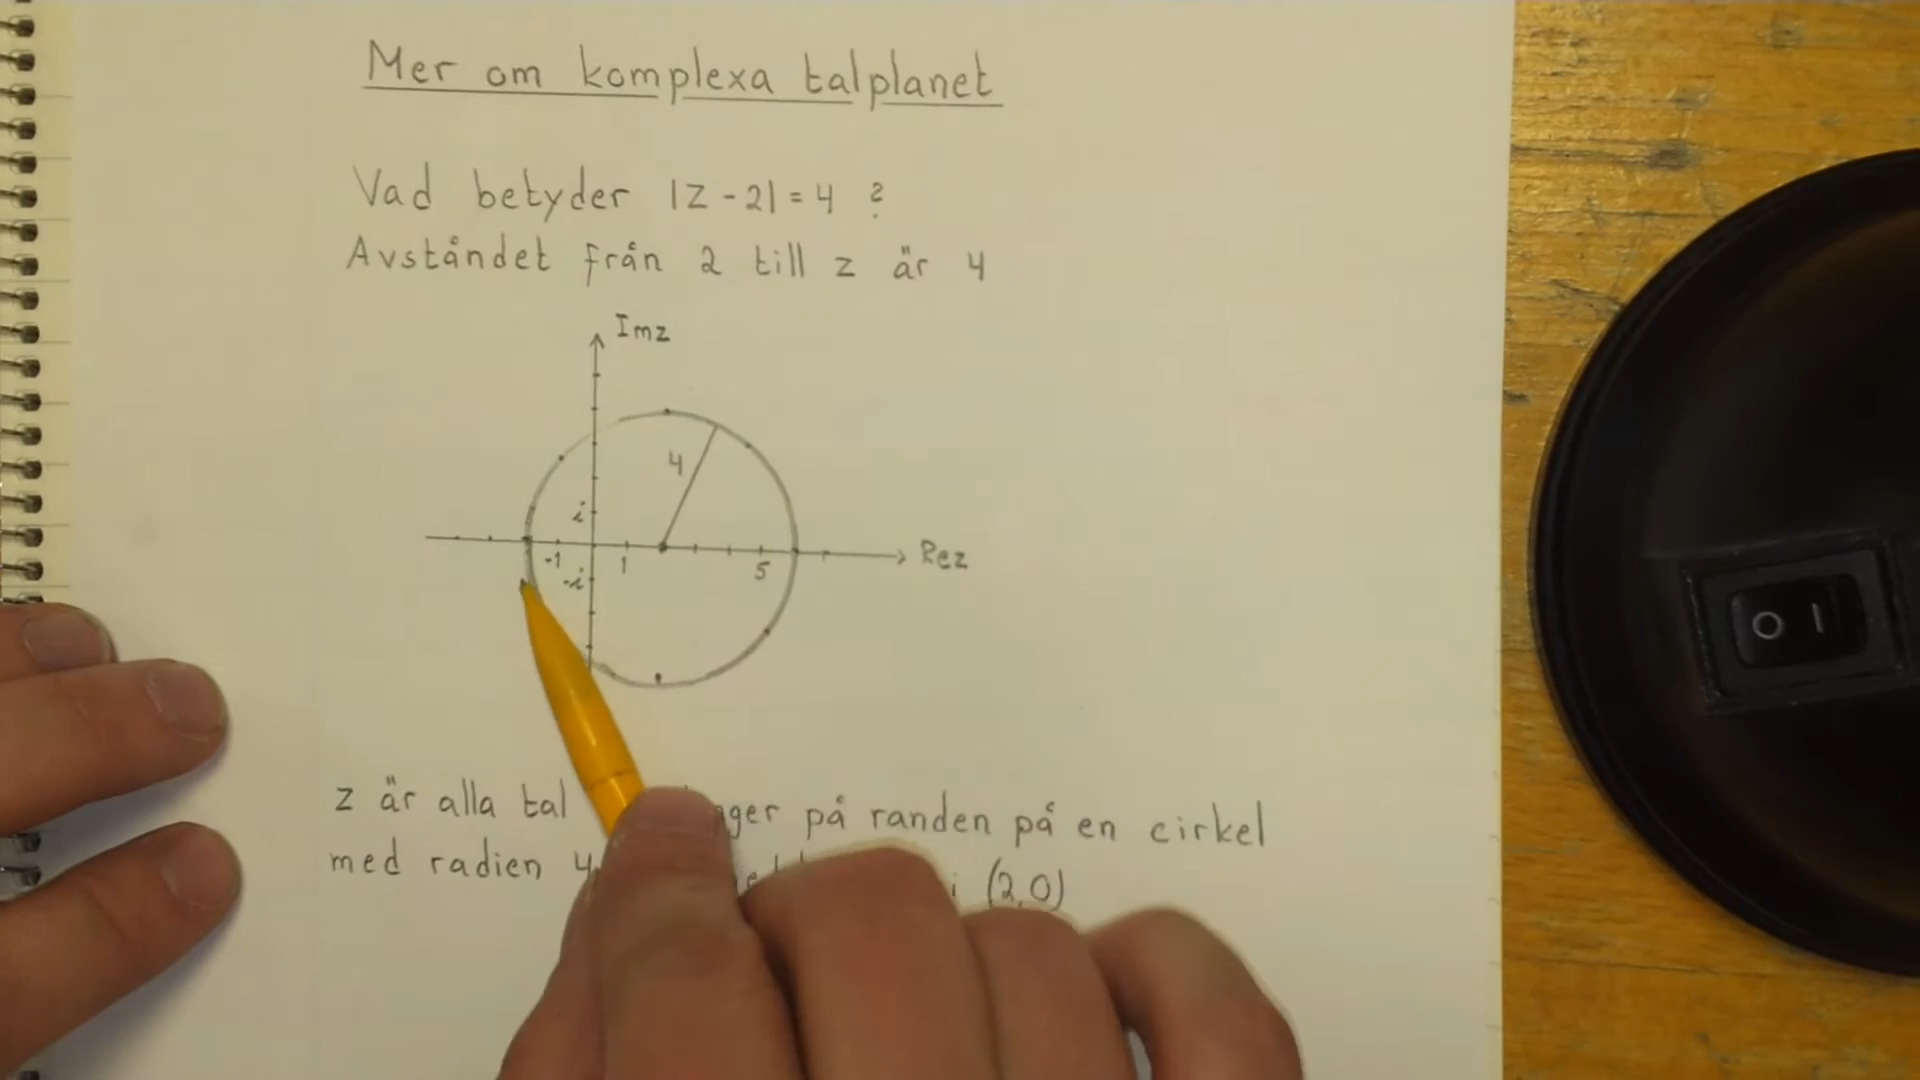 Mer om komplexa talplanet
Vad betyder |z-2| = 4 ?
Avståndet från 2 till z är 4
Imz
4
i
-1 1 5 Rez
-i
z är alla tal på randen på en cirkel
med radien 4 i (2,0)
O I